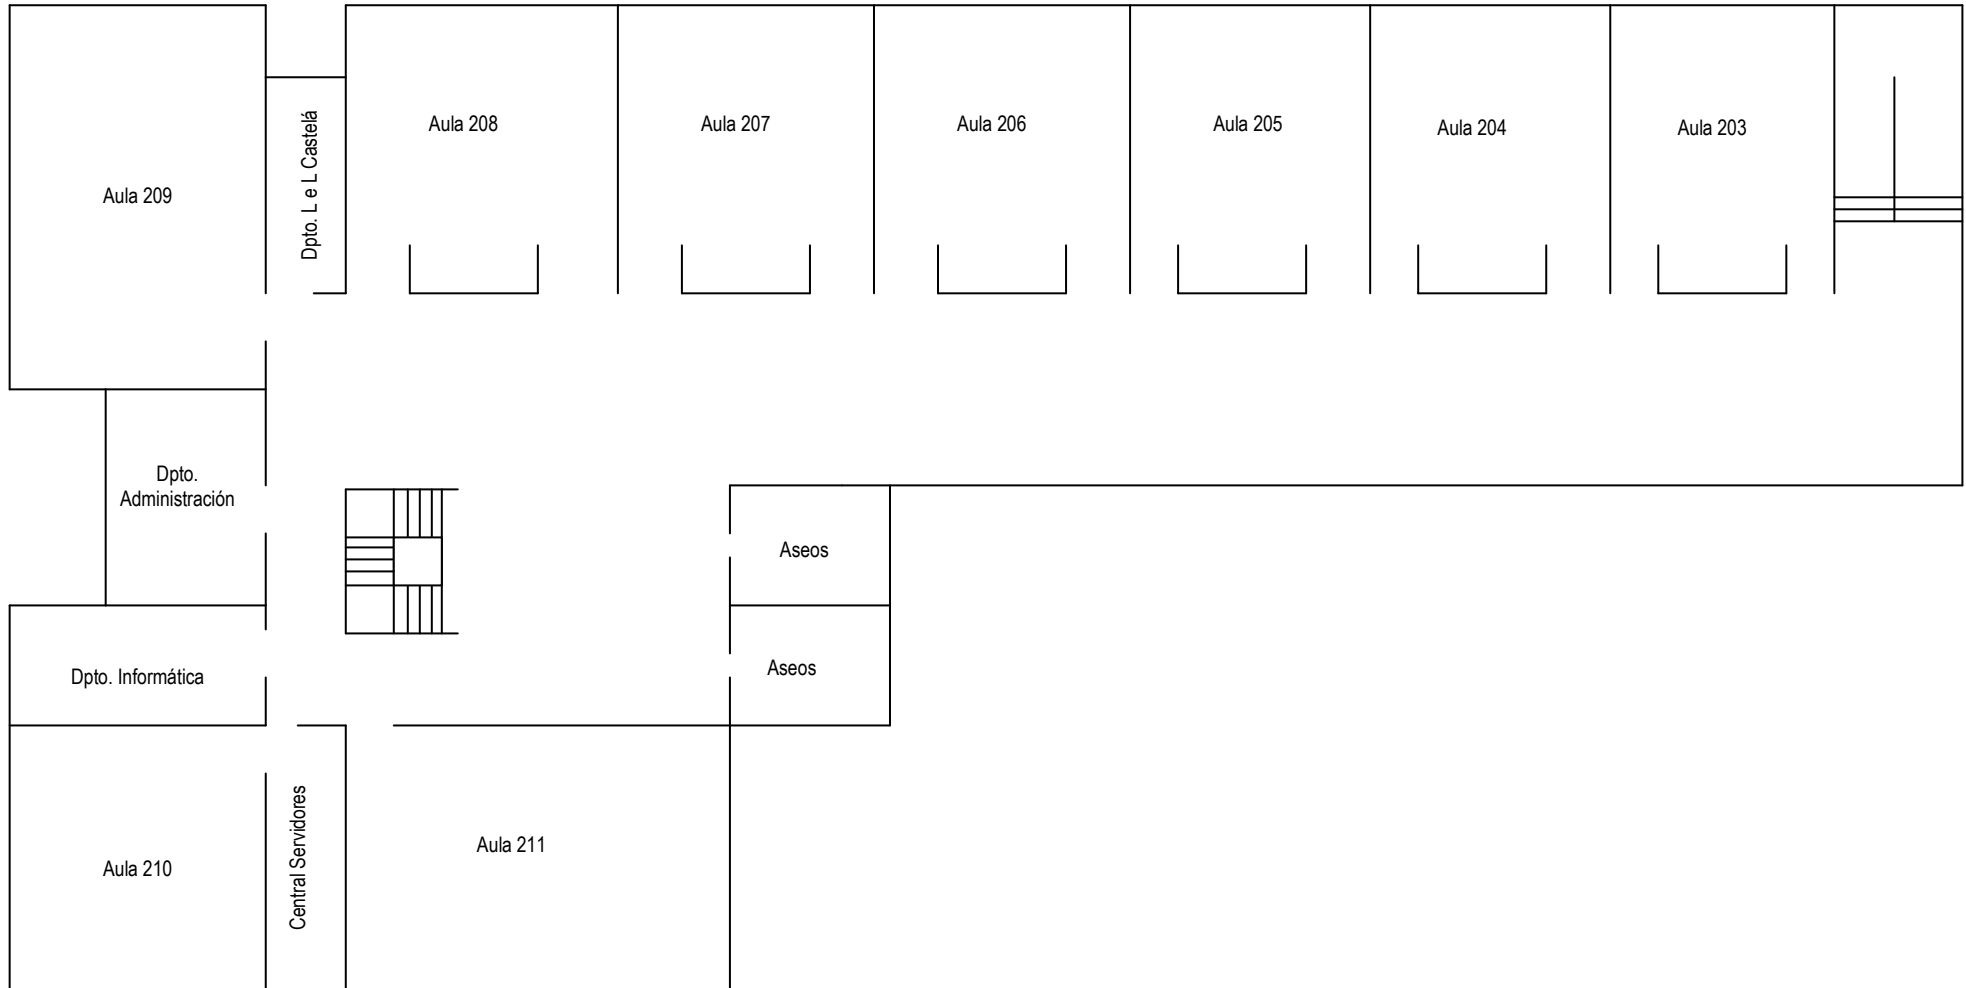 Aula 208
Aula 207
Aula 206
Aula 205
Aula 204
Aula 203
Dpto. L e L Castelá
Aula 209
Dpto.
Administración
Aseos
Aseos
Dpto. Informática
Aula 210
Central Servidores
Aula 211